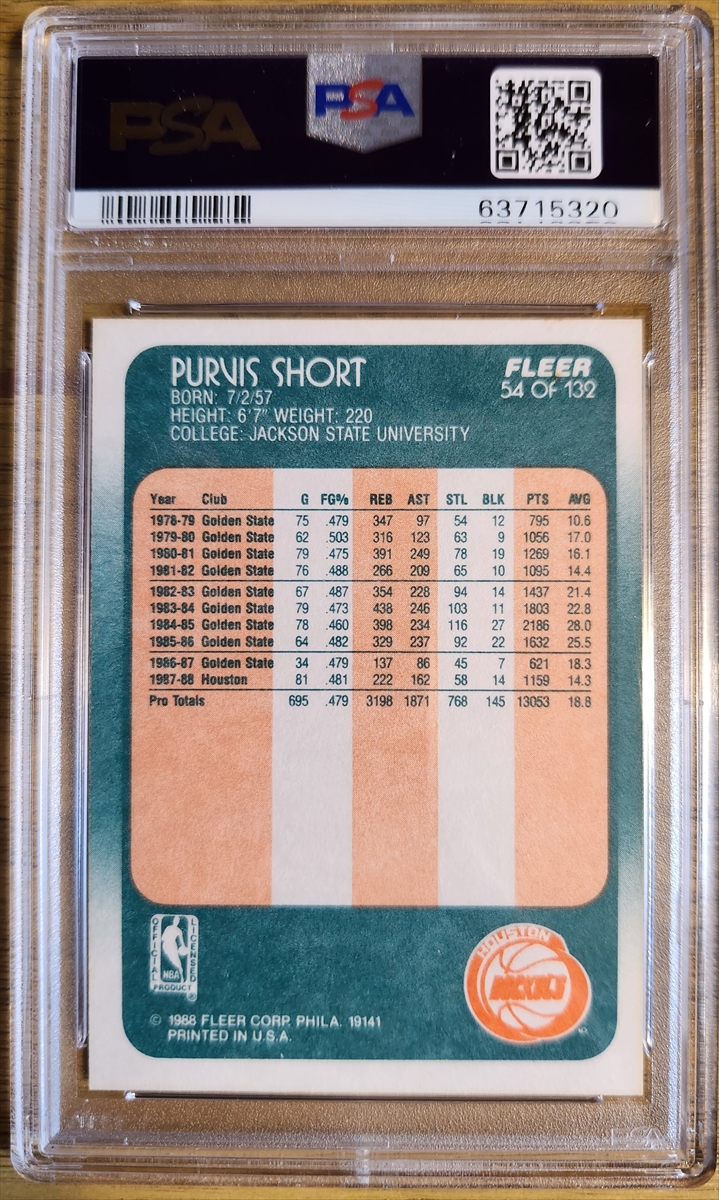 PSA
PSA
63715320
PURVIS SHORT
BORN: 7/2/57
HEIGHT: 6'7" WEIGHT: 220
COLLEGE: JACKSON STATE UNIVERSITY
FLEER
54 OF 132
Year Club G FG% REB AST STL BLK PTS AVG
1978-79 Golden State 75 .479 347 97 54 12 795 10.6
1979-80 Golden State 62 .503 316 123 63 9 1056 17.0
1980-81 Golden State 79 .475 391 249 78 19 1269 16.1
1981-82 Golden State 76 .488 266 209 65 10 1095 14.4
1982-83 Golden State 67 .487 354 228 94 14 1437 21.4
1983-84 Golden State 79 .473 438 246 103 11 1803 22.8
1984-85 Golden State 78 .460 398 234 116 27 2186 28.0
1985-86 Golden State 64 .482 329 237 92 22 1632 25.5
1986-87 Golden State 34 .479 137 86 45 7 621 18.3
1987-88 Houston 81 .481 222 162 58 14 1159 14.3
Pro Totals 695 .479 3198 1871 768 145 13053 18.8
OFFICIAL LICENSED
NBA
PRODUCT ®
HOUSTON
ROCKETS
© 1988 FLEER CORP. PHILA. 19141
PRINTED IN U.S.A.
PSA